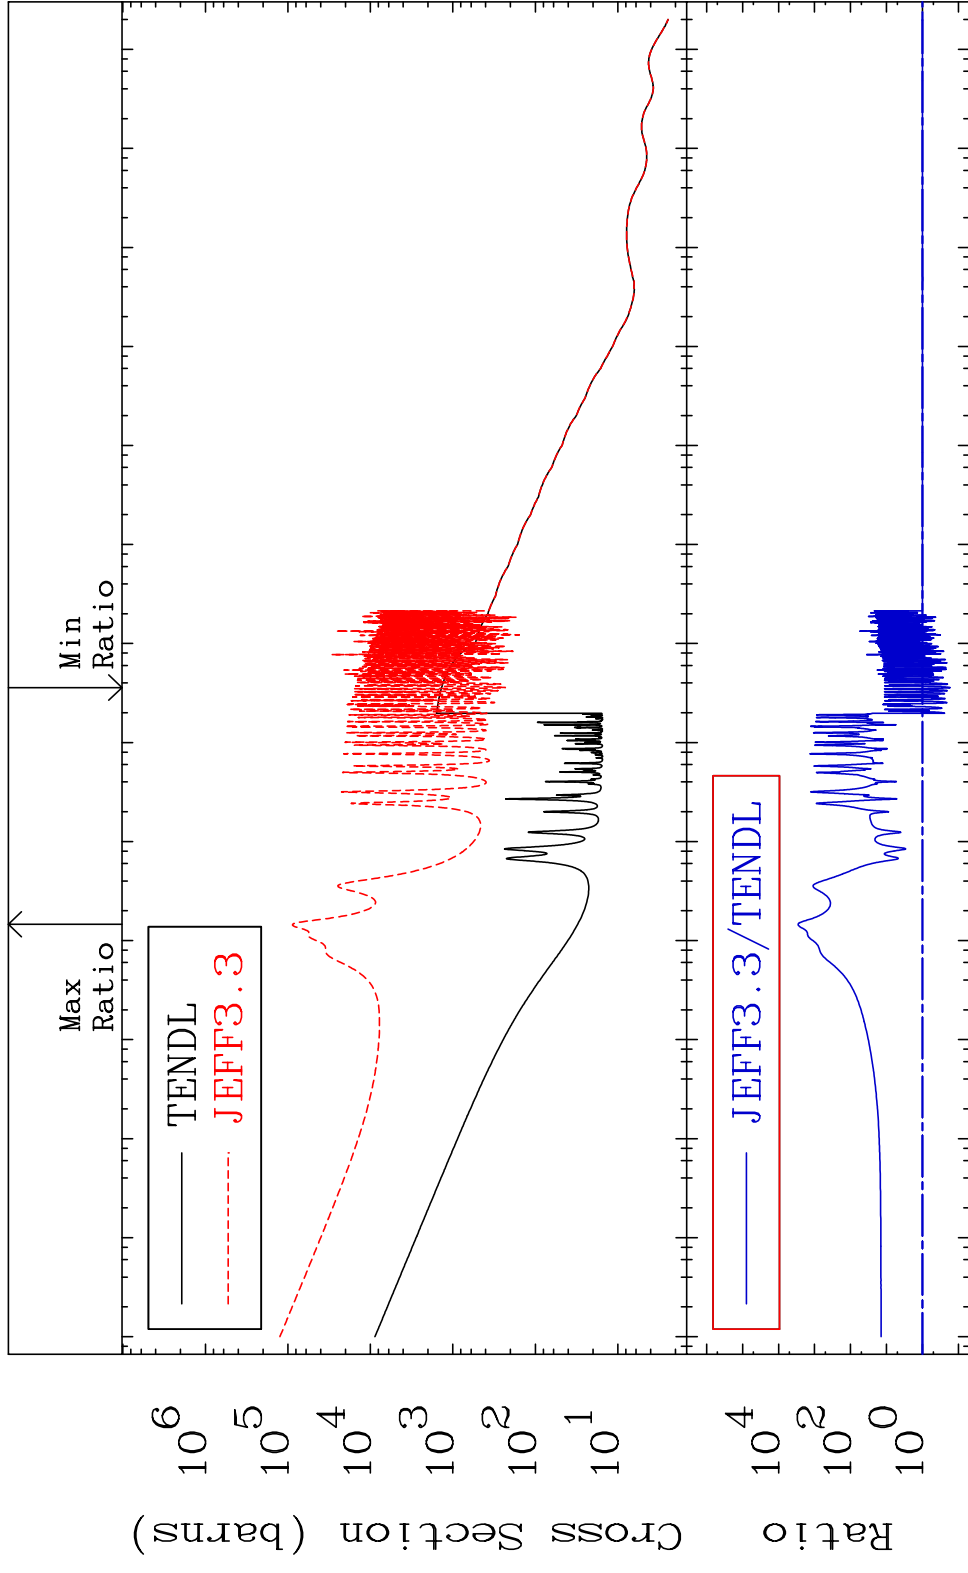 Max
Ratio
Min
Ratio
TENDL
JEFF3.3
10^6
10^5
10^4
10^3
10^2
10^1
Cross Section (barns)
JEFF3.3/TENDL
10^4
10^2
10^0
Ratio